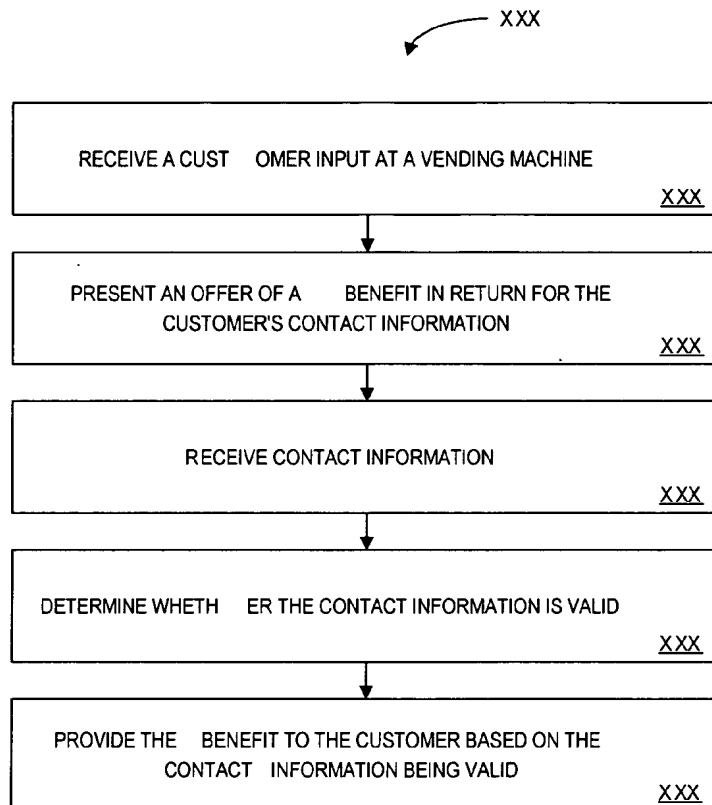 XXX
RECEIVE A CUST OMER INPUT AT A VENDING MACHINE
XXX
PRESENT AN OFFER OF A BENEFIT IN RETURN FOR THE
CUSTOMER'S CONTACT INFORMATION
XXX
RECEIVE CONTACT INFORMATION
XXX
DETERMINE WHETH ER THE CONTACT INFORMATION IS VALID
XXX
PROVIDE THE BENEFIT TO THE CUSTOMER BASED ON THE
CONTACT INFORMATION BEING VALID
XXX